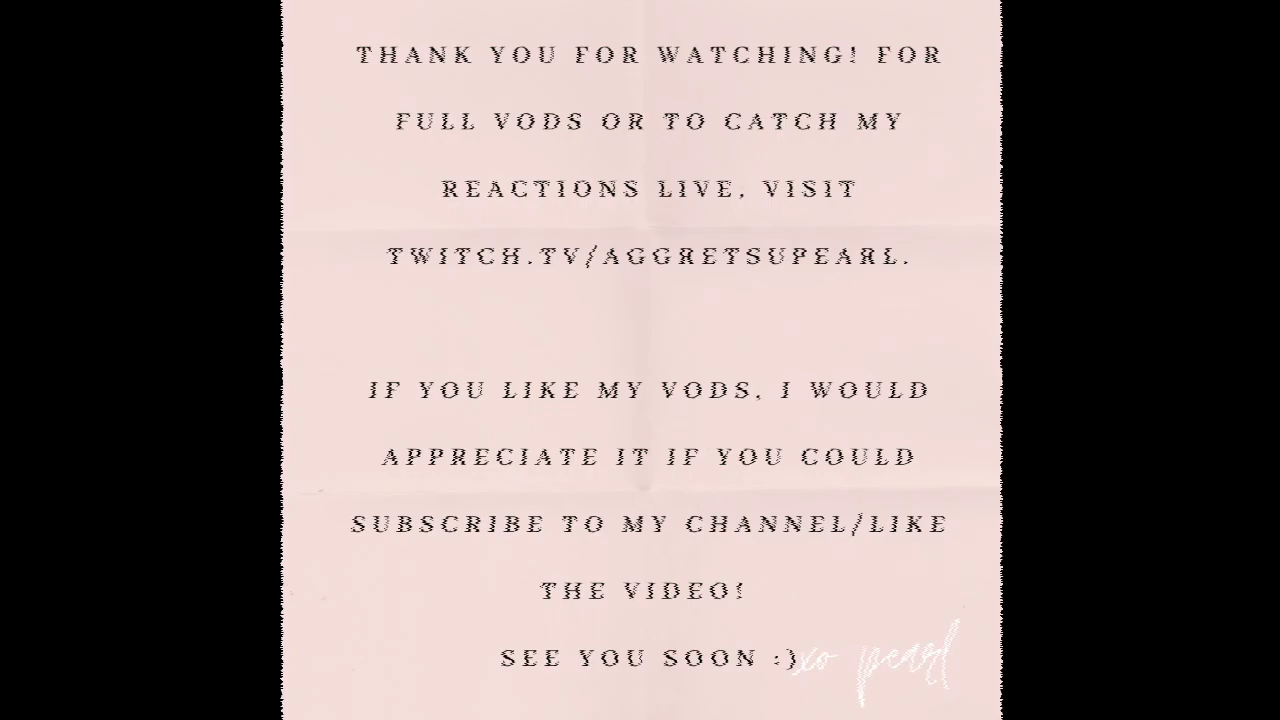 THANK YOU FOR WATCHING! FOR
FULL VODS OR TO CATCH MY
REACTIONS LIVE, VISIT
TWITCH.TV/AGGRETSUPEARL.
IF YOU LIKE MY VODS, I WOULD
APPRECIATE IT IF YOU COULD
SUBSCRIBE TO MY CHANNEL/LIKE
THE VIDEO!
SEE YOU SOON :)
xo pearl